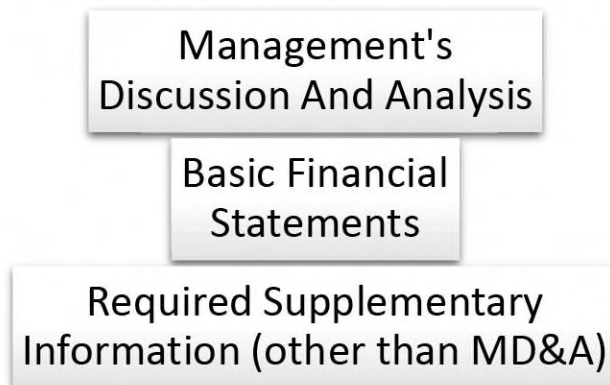 Management's
Discussion And Analysis
Basic Financial
Statements
Required Supplementary
Information (other than MD&A)